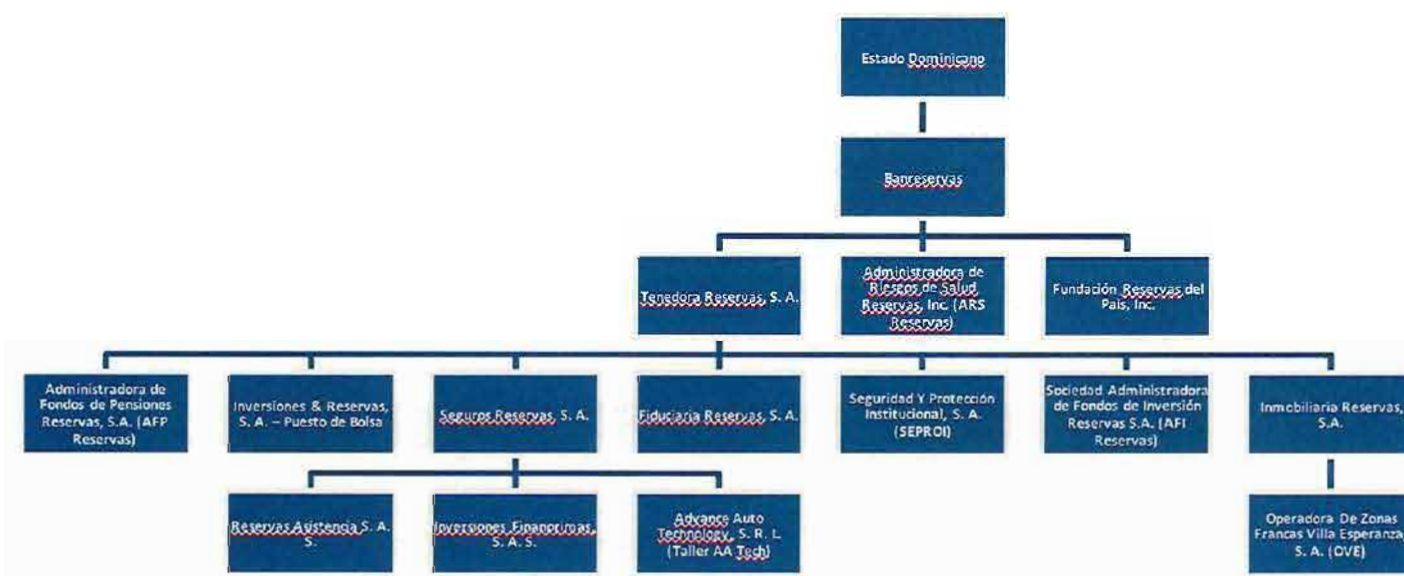 Estado Dominicano
Banreservas
Tenedora Reservas, S. A.
Administradora de
Riesgos de Salud
Reservas, Inc. (ARS
Reservas)
Fundación Reservas del
País, Inc.
Administradora de
Fondos de Pensiones
Reservas, S.A. (AFP
Reservas)
Inversiones & Reservas,
S. A. – Puesto de Bolsa
Seguros Reservas, S. A.
Fiduciaria Reservas, S. A.
Seguridad Y Protección
Institucional, S. A.
(SEPROI)
Sociedad Administradora
de Fondos de Inversión
Reservas S.A. (AFI
Reservas)
Inmobiliaria Reservas,
S.A.
Reservas Asistencia S. A.
S.
Inversiones Finanprimas,
S. A. S.
Advance Auto
Technology, S. R. L.
(Taller AA Tech)
Operadora De Zonas
Francas Villa Esperanza,
S. A. (OVE)